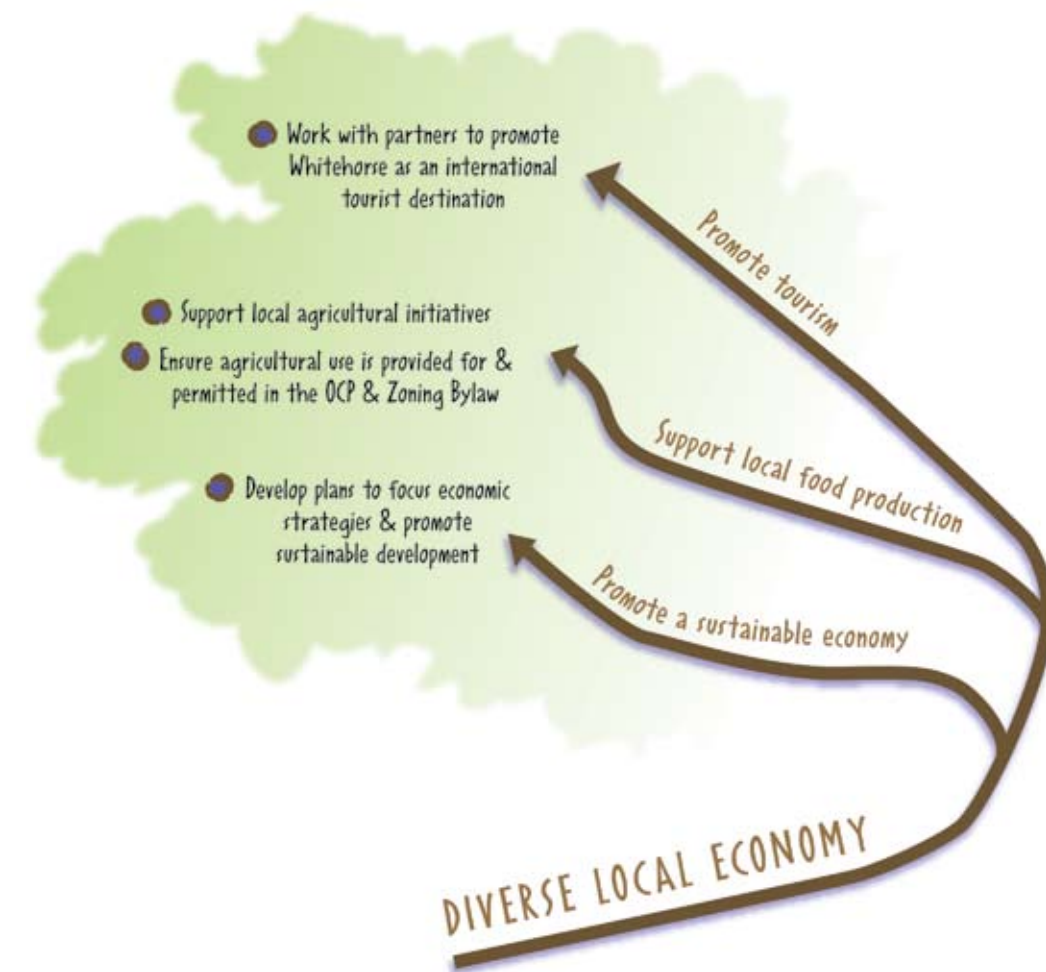 Work with partners to promote
Whitehorse as an international
tourist destination
Promote tourism
Support local agricultural initiatives
Ensure agricultural use is provided for &
permitted in the OCP & Zoning Bylaw
Support local food production
Develop plans to focus economic
strategies & promote
sustainable development
Promote a sustainable economy
DIVERSE LOCAL ECONOMY